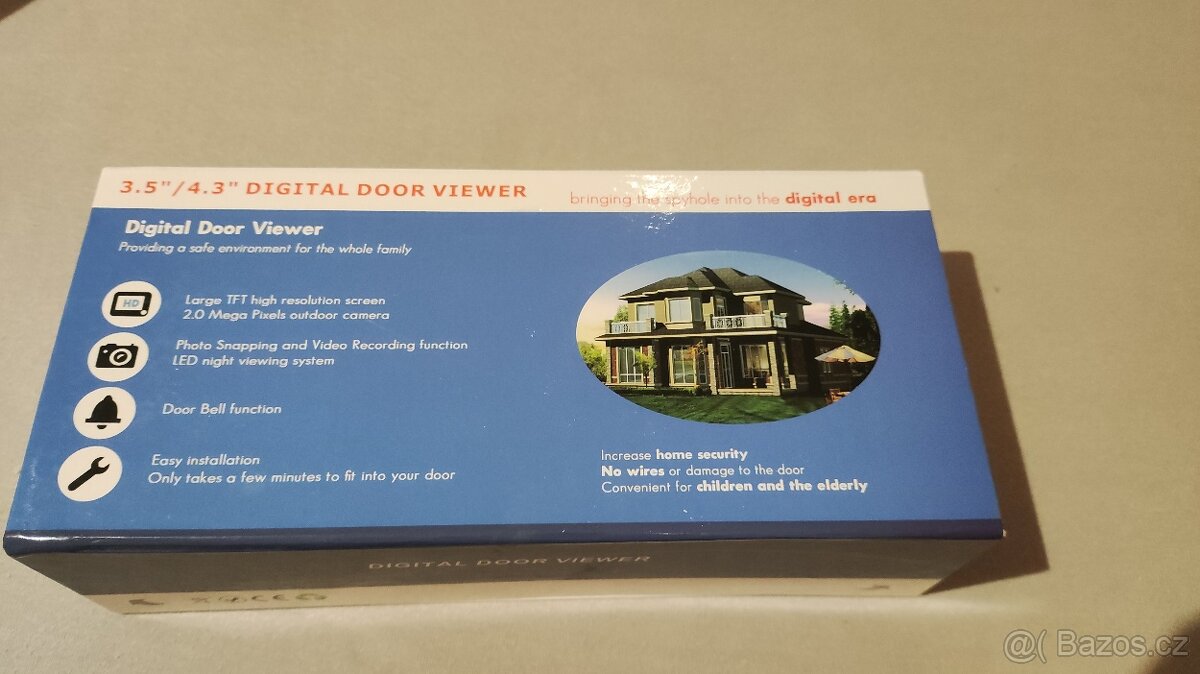 3.5"/4.3" DIGITAL DOOR VIEWER
bringing the spyhole into the digital era
Digital Door Viewer
Providing a safe environment for the whole family
HD
Large TFT high resolution screen
2.0 Mega Pixels outdoor camera
Photo Snapping and Video Recording function
LED night viewing system
Door Bell function
Easy installation
Only takes a few minutes to fit into your door
Increase home security
No wires or damage to the door
Convenient for children and the elderly
DIGITAL DOOR VIEWER
CE
@( Bazos.cz